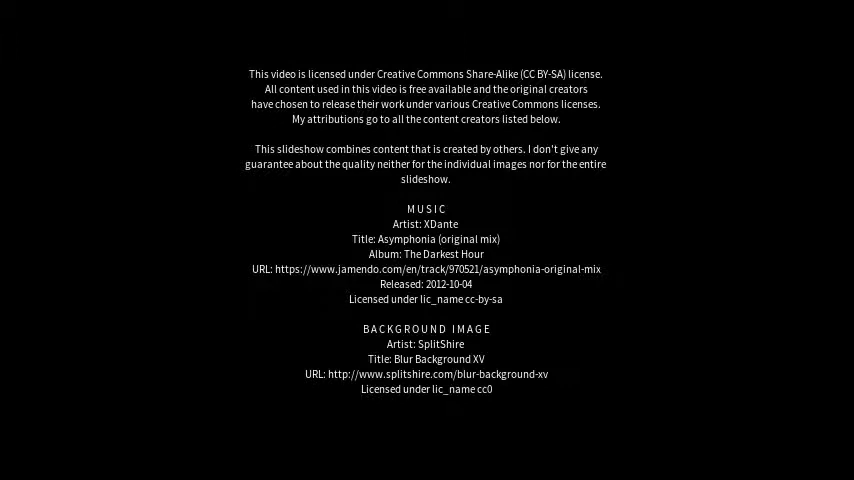 This video is licensed under Creative Commons Share-Alike (CC BY-SA) license.
All content used in this video is free available and the original creators
have chosen to release their work under various Creative Commons licenses.
My attributions go to all the content creators listed below.
This slideshow combines content that is created by others. I don't give any
guarantee about the quality neither for the individual images nor for the entire
slideshow.
MUSIC
Artist: XDante
Title: Asymphonia (original mix)
Album: The Darkest Hour
URL: https://www.jamendo.com/en/track/970521/asymphonia-original-mix
Released: 2012-10-04
Licensed under lic_name cc-by-sa
BACKGROUND IMAGE
Artist: SplitShire
Title: Blur Background XV
URL: http://www.splitshire.com/blur-background-xv
Licensed under lic_name cc0